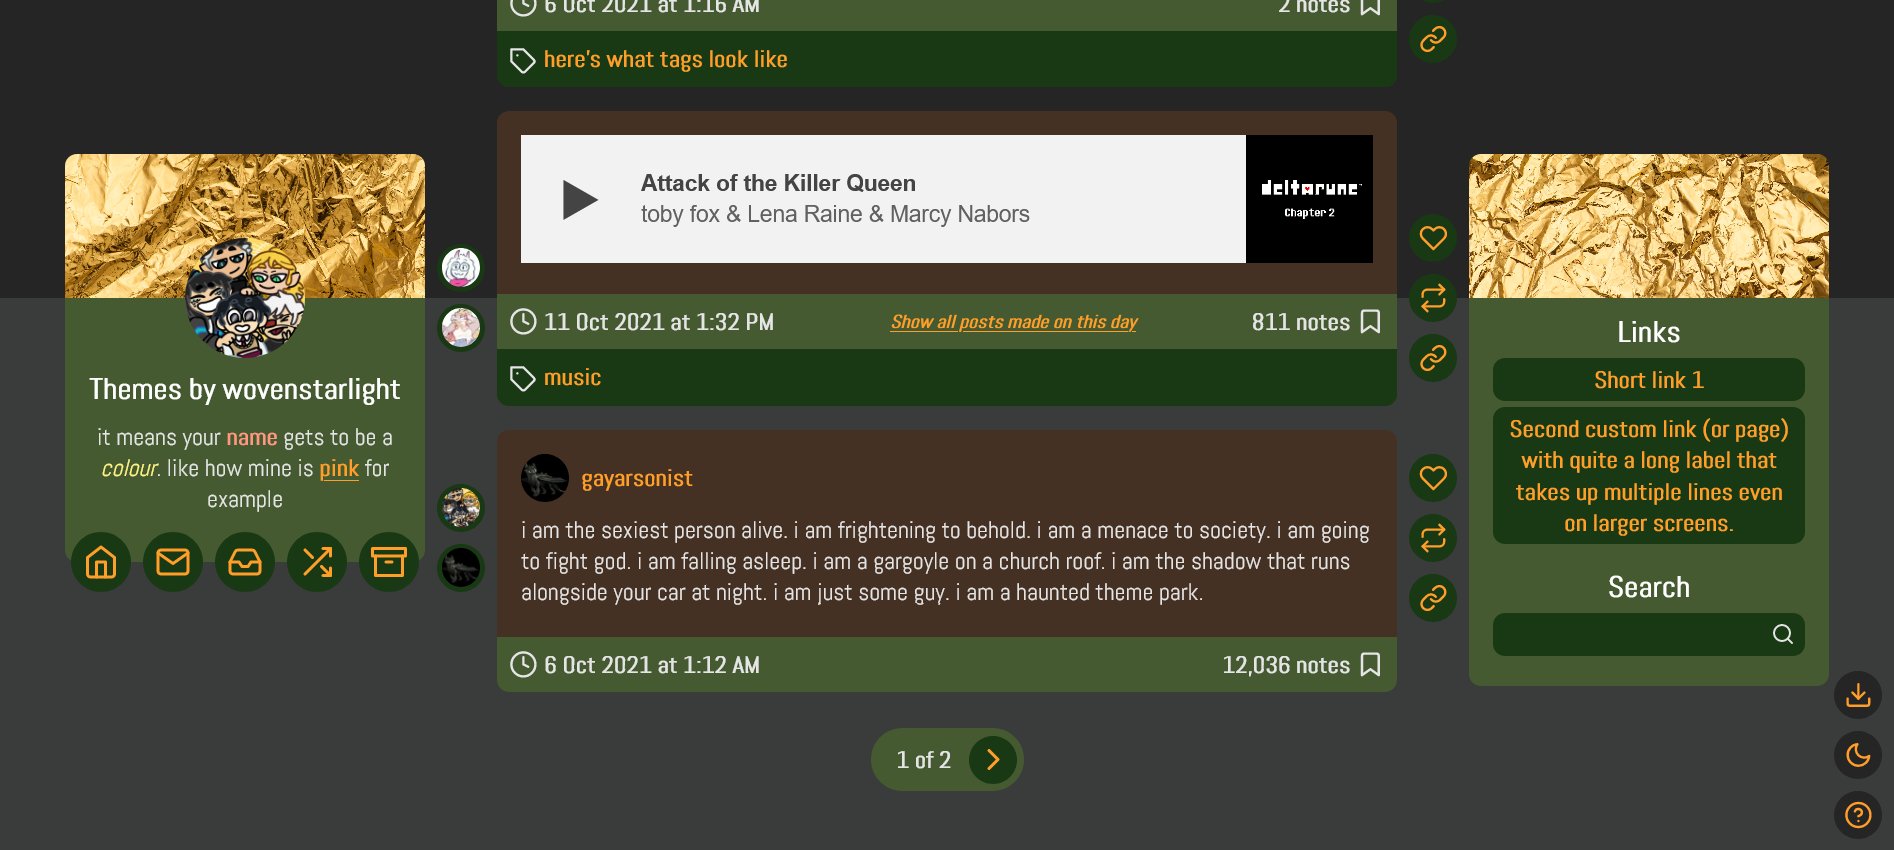 6 Oct 2021 at 1:16 AM
2 notes
here's what tags look like
Attack of the Killer Queen
toby fox & Lena Raine & Marcy Nabors
deltarune™
Chapter 2
11 Oct 2021 at 1:32 PM
Show all posts made on this day
811 notes
music
Themes by wovenstarlight
it means your name gets to be a
colour. like how mine is pink for
example
gayarsonist
i am the sexiest person alive. i am frightening to behold. i am a menace to society. i am going
to fight god. i am falling asleep. i am a gargoyle on a church roof. i am the shadow that runs
alongside your car at night. i am just some guy. i am a haunted theme park.
6 Oct 2021 at 1:12 AM
12,036 notes
1 of 2
Links
Short link 1
Second custom link (or page)
with quite a long label that
takes up multiple lines even
on larger screens.
Search